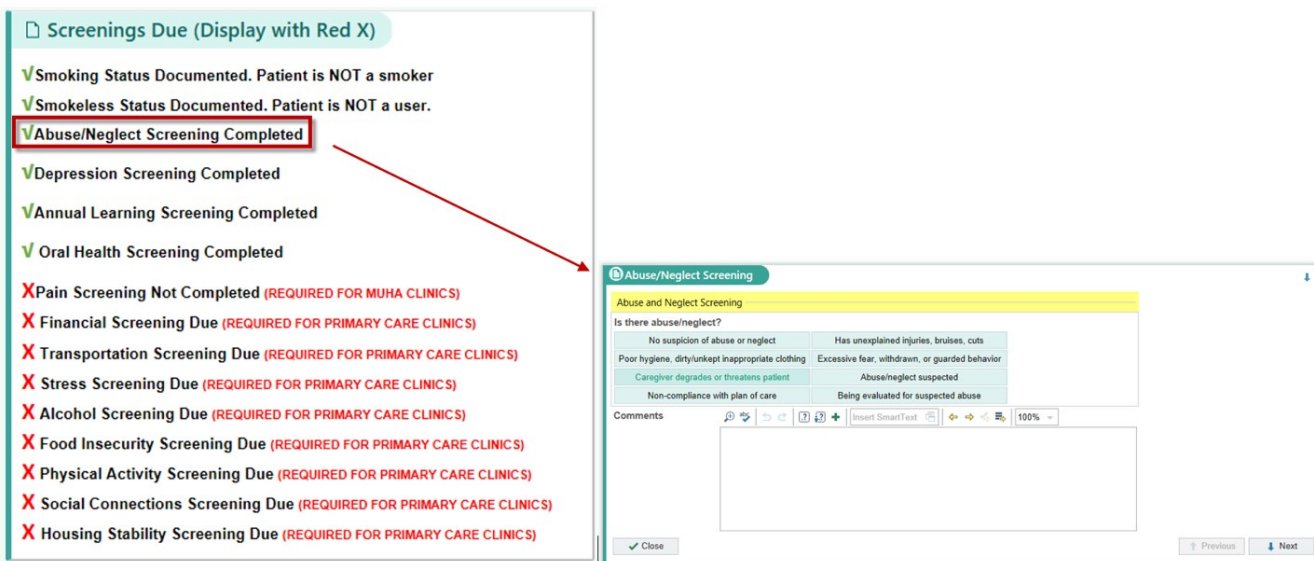 Screenings Due (Display with Red X)
√Smoking Status Documented. Patient is NOT a smoker
√Smokeless Status Documented. Patient is NOT a user.
√Abuse/Neglect Screening Completed
√Depression Screening Completed
√Annual Learning Screening Completed
√ Oral Health Screening Completed
XPain Screening Not Completed (REQUIRED FOR MUHA CLINICS)
X Financial Screening Due (REQUIRED FOR PRIMARY CARE CLINICS)
X Transportation Screening Due (REQUIRED FOR PRIMARY CARE CLINICS)
X Stress Screening Due (REQUIRED FOR PRIMARY CARE CLINICS)
X Alcohol Screening Due (REQUIRED FOR PRIMARY CARE CLINICS)
X Food Insecurity Screening Due (REQUIRED FOR PRIMARY CARE CLINICS)
X Physical Activity Screening Due (REQUIRED FOR PRIMARY CARE CLINICS)
X Social Connections Screening Due (REQUIRED FOR PRIMARY CARE CLINICS)
X Housing Stability Screening Due (REQUIRED FOR PRIMARY CARE CLINICS)
Abuse/Neglect Screening
Abuse and Neglect Screening
Is there abuse/neglect?
No suspicion of abuse or neglect Has unexplained injuries, bruises, cuts
Poor hygiene, dirty/unkept inappropriate clothing Excessive fear, withdrawn, or guarded behavior
Caregiver degrades or threatens patient Abuse/neglect suspected
Non-compliance with plan of care Being evaluated for suspected abuse
Comments Insert SmartText 100%
Close Previous Next